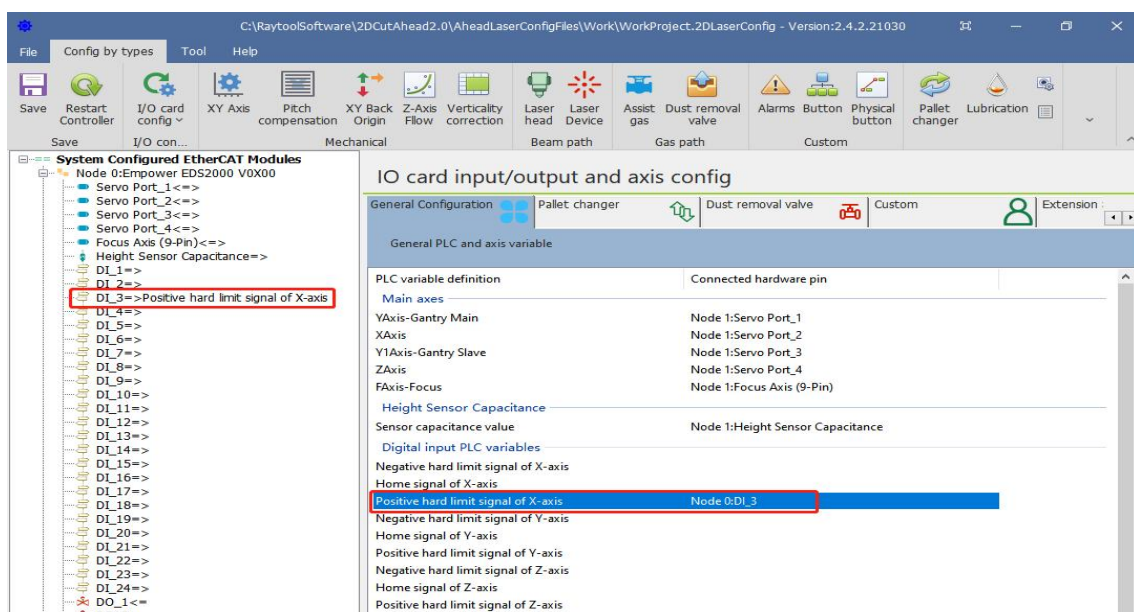 C:\RaytoolSoftware\2DCutAhead2.0\AheadLaserConfigFiles\Work\WorkProject.2DLaserConfig - Version:2.4.2.21030
File Config by types Tool Help
Save Restart Controller I/O card config XY Axis Pitch compensation XY Back Origin Z-Axis Fllow Verticality correction Laser head Laser Device Assist gas Dust removal valve Alarms Button Physical button Pallet changer Lubrication
Save I/O con... Mechanical Beam path Gas path Custom
System Configured EtherCAT Modules
Node 0:Empower EDS2000 V0X00
Servo Port_1<=>
Servo Port_2<=>
Servo Port_3<=>
Servo Port_4<=>
Focus Axis (9-Pin)<=>
Height Sensor Capacitance=>
DI_1=>
DI_2=>
DI_3=>Positive hard limit signal of X-axis
DI_4=>
DI_5=>
DI_6=>
DI_7=>
DI_8=>
DI_9=>
DI_10=>
DI_11=>
DI_12=>
DI_13=>
DI_14=>
DI_15=>
DI_16=>
DI_17=>
DI_18=>
DI_19=>
DI_20=>
DI_21=>
DI_22=>
DI_23=>
DI_24=>
DO_1<=
IO card input/output and axis config
General Configuration Pallet changer Dust removal valve Custom Extension
General PLC and axis variable
PLC variable definition Connected hardware pin
Main axes
YAxis-Gantry Main Node 1:Servo Port_1
XAxis Node 1:Servo Port_2
Y1Axis-Gantry Slave Node 1:Servo Port_3
ZAxis Node 1:Servo Port_4
FAxis-Focus Node 1:Focus Axis (9-Pin)
Height Sensor Capacitance
Sensor capacitance value Node 1:Height Sensor Capacitance
Digital input PLC variables
Negative hard limit signal of X-axis
Home signal of X-axis
Positive hard limit signal of X-axis Node 0:DI_3
Negative hard limit signal of Y-axis
Home signal of Y-axis
Positive hard limit signal of Y-axis
Negative hard limit signal of Z-axis
Home signal of Z-axis
Positive hard limit signal of Z-axis